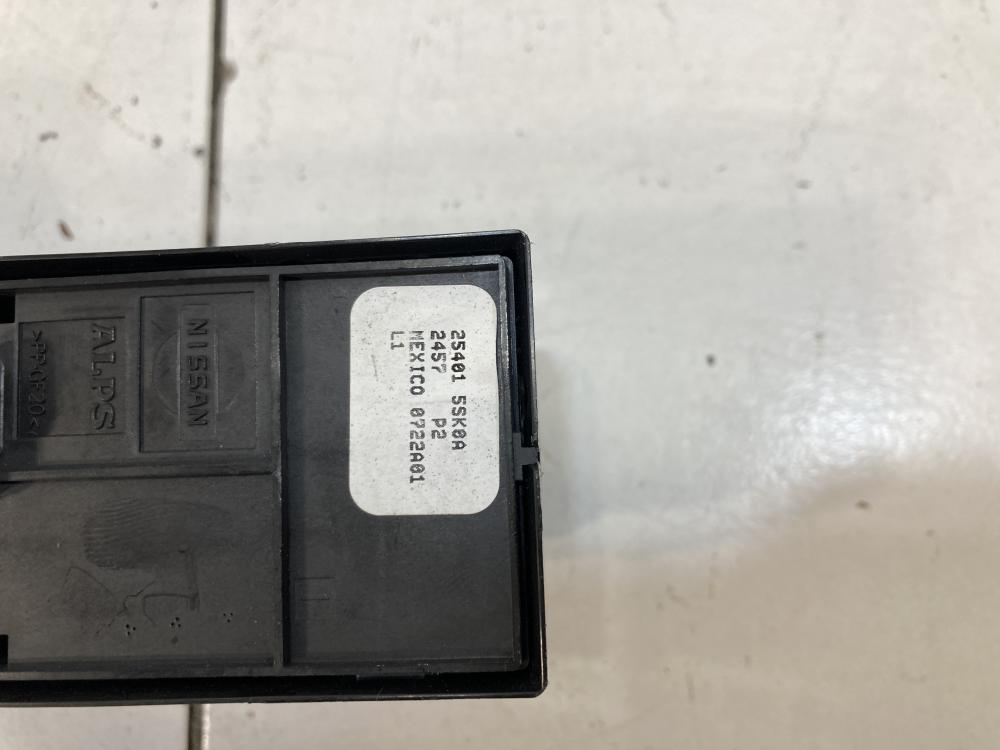 25401 5SK0A
2457 P2
MEXICO 0722A01
L1
NISSAN
ALPS
>PP-GF20<